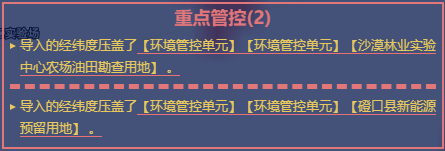 重点管控(2)
▸ 导入的经纬度压盖了【环境管控单元】【环境管控单元】【沙漠林业实验
中心农场油田勘查用地】 。
▸ 导入的经纬度压盖了【环境管控单元】【环境管控单元】【磴口县新能源
预留用地】 。